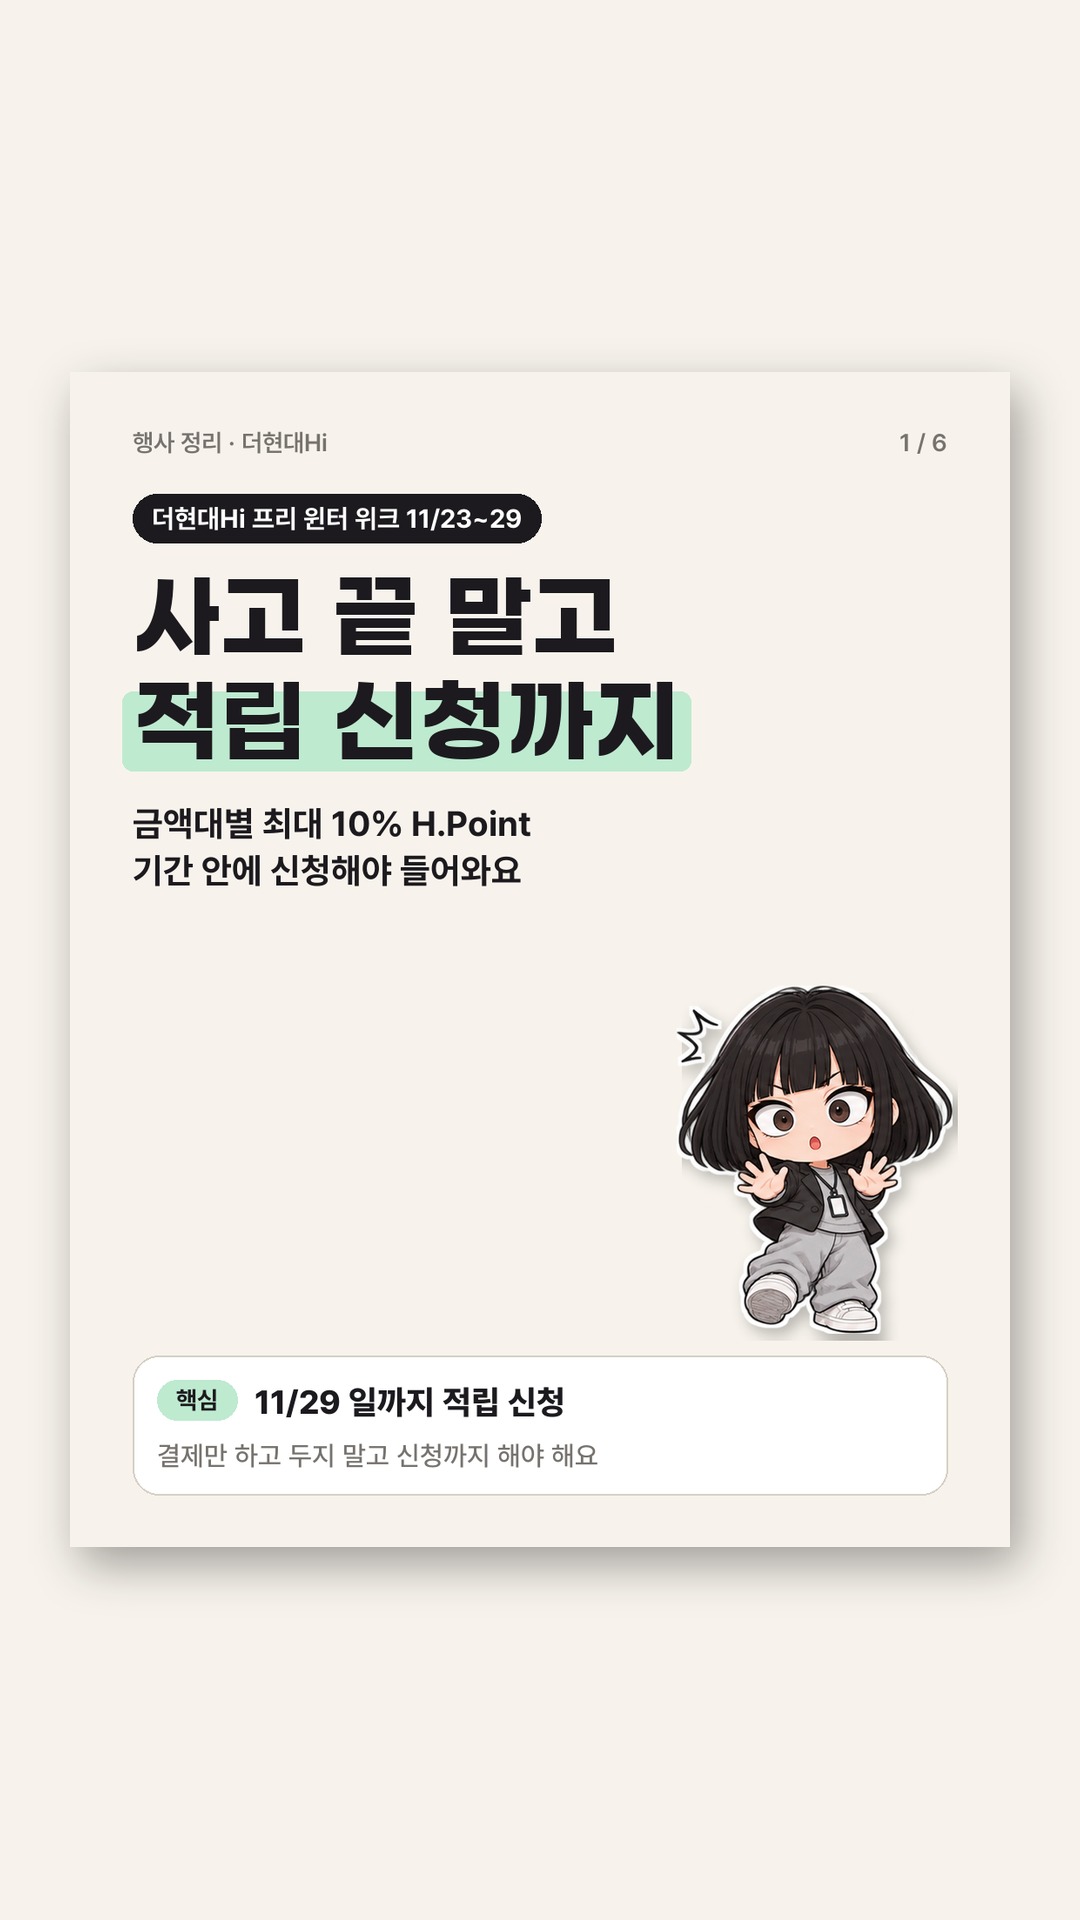 행사 정리 · 더현대Hi
1 / 6
더현대Hi 프리 윈터 위크 11/23~29
사고 끝 말고
적립 신청까지
금액대별 최대 10% H.Point
기간 안에 신청해야 들어와요
핵심 11/29 일까지 적립 신청
결제만 하고 두지 말고 신청까지 해야 해요